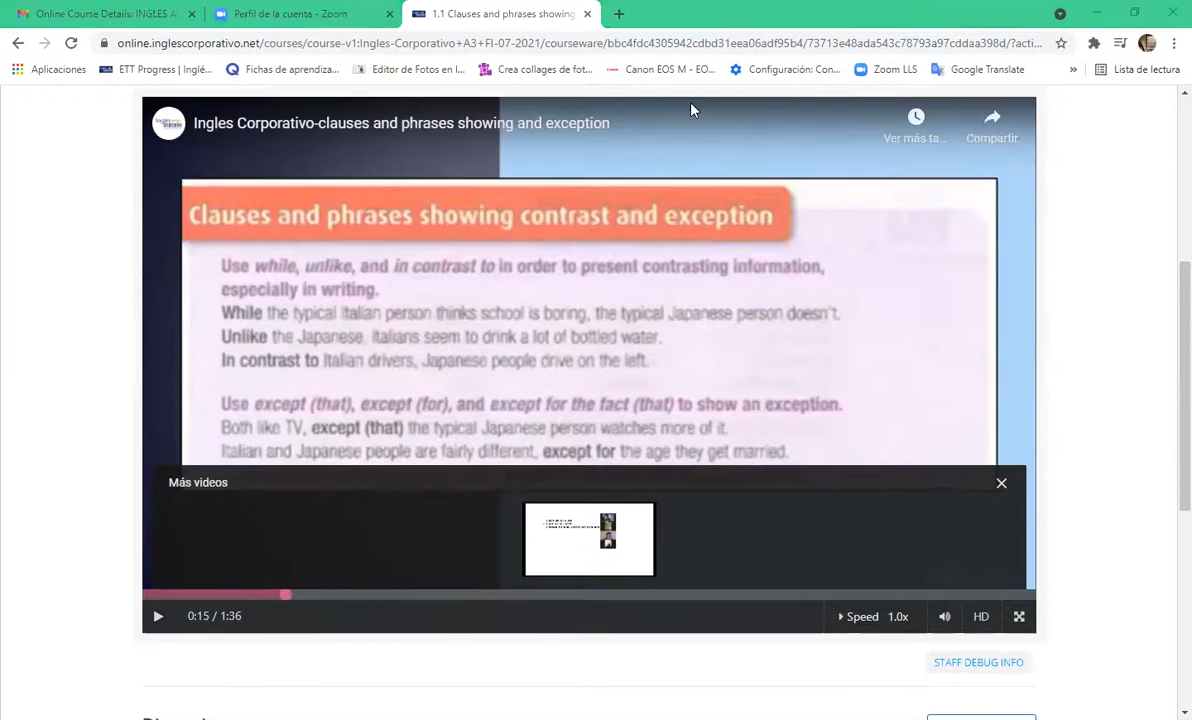 Online Course Details: INGLES A
Perfil de la cuenta - Zoom
1.1 Clauses and phrases showing
online.inglescorporativo.net/courses/course-v1:Ingles-Corporativo+A3+FI-07-2021/courseware/bbc4fdc4305942cdbd31eea06adf95b4/73713e48ada543c78793a97cddaa398d/?acti...
Aplicaciones ETT Progress | Inglé... Fichas de aprendiza... Editor de Fotos en l... Crea collages de fot... Canon EOS M - EO... Configuración: Con... Zoom LLS Google Translate » Lista de lectura
Ingles Corporativo-clauses and phrases showing and exception
Ver más ta... Compartir.
Clauses and phrases showing contrast and exception
Use while, unlike, and in contrast to in order to present contrasting information,
especially in writing.
While the typical Italian person thinks school is boring, the typical Japanese person doesn't.
Unlike the Japanese, Italians seem to drink a lot of bottled water.
In contrast to Italian drivers, Japanese people drive on the left.
Use except (that), except (for), and except for the fact (that) to show an exception.
Both like TV, except (that) the typical Japanese person watches more of it.
Italian and Japanese people are fairly different, except for the age they get married.
Más videos
0:15 / 1:36
Speed 1.0x HD
STAFF DEBUG INFO